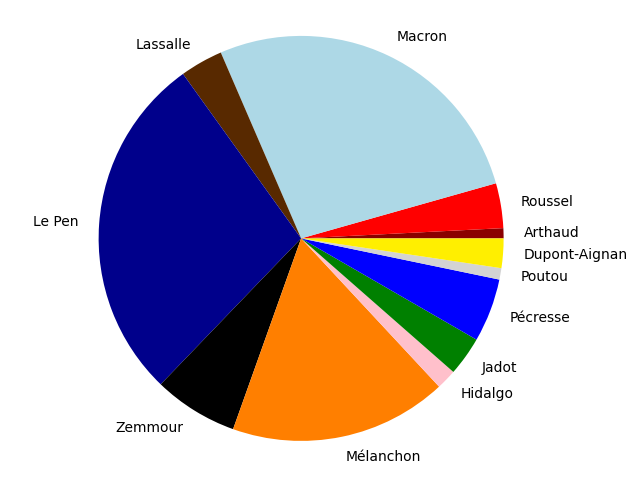 Macron
Lassalle
Roussel
Le Pen
Arthaud
Dupont-Aignan
Poutou
Pécresse
Jadot
Hidalgo
Zemmour
Mélanchon